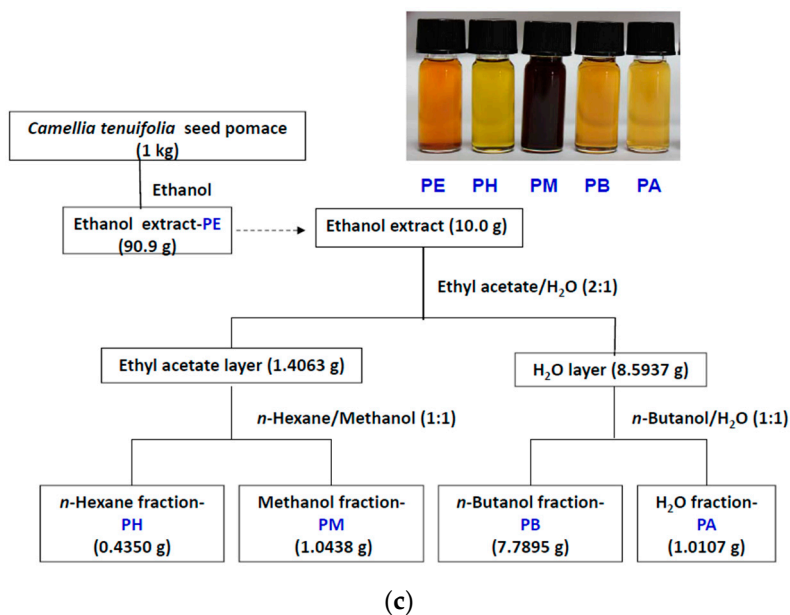 Camellia tenuifolia seed pomace
(1 kg)
Ethanol
Ethanol extract-PE
(90.9 g)
PE PH PM PB PA
Ethanol extract (10.0 g)
Ethyl acetate/H₂O (2:1)
Ethyl acetate layer (1.4063 g)
H₂O layer (8.5937 g)
n-Hexane/Methanol (1:1)
n-Butanol/H₂O (1:1)
n-Hexane fraction-
PH
(0.4350 g)
Methanol fraction-
PM
(1.0438 g)
n-Butanol fraction-
PB
(7.7895 g)
H₂O fraction-
PA
(1.0107 g)
(c)